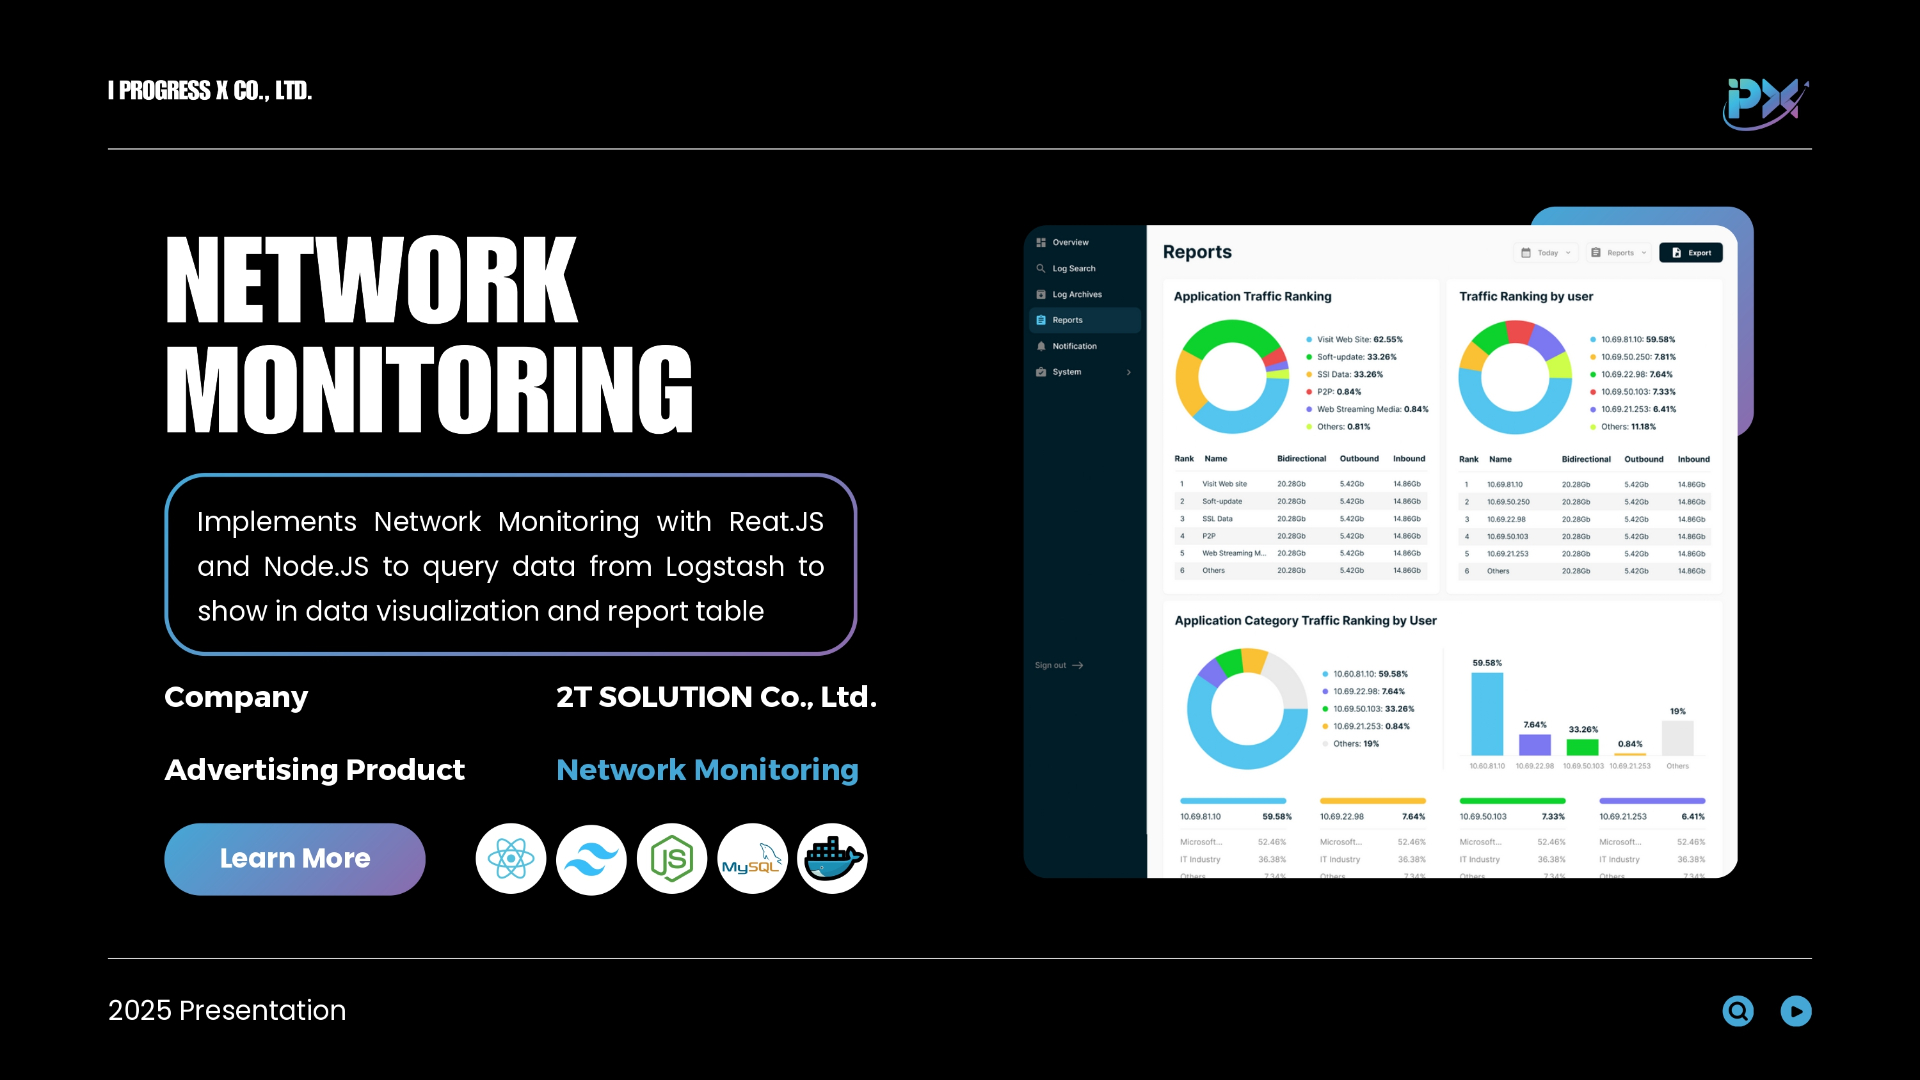 I PROGRESS X CO., LTD.
iPX
NETWORK
MONITORING
Implements Network Monitoring with Reat.JS
and Node.JS to query data from Logstash to
show in data visualization and report table
Company
2T SOLUTION Co., Ltd.
Advertising Product
Network Monitoring
Learn More
JS
MySQL
Overview
Log Search
Log Archives
Reports
Notification
System
Sign out
Reports
Today
Reports
Export
Application Traffic Ranking
Visit Web Site: 62.55%
Soft-update: 33.26%
SSl Data: 33.26%
P2P: 0.84%
Web Streaming Media: 0.84%
Others: 0.81%
Rank Name Bidirectional Outbound Inbound
1 Visit Web site 20.28Gb 5.42Gb 14.86Gb
2 Soft-update 20.28Gb 5.42Gb 14.86Gb
3 SSL Data 20.28Gb 5.42Gb 14.86Gb
4 P2P 20.28Gb 5.42Gb 14.86Gb
5 Web Streaming M... 20.28Gb 5.42Gb 14.86Gb
6 Others 20.28Gb 5.42Gb 14.86Gb
Traffic Ranking by user
10.69.81.10: 59.58%
10.69.50.250: 7.81%
10.69.22.98: 7.64%
10.69.50.103: 7.33%
10.69.21.253: 6.41%
Others: 11.18%
Rank Name Bidirectional Outbound Inbound
1 10.69.81.10 20.28Gb 5.42Gb 14.86Gb
2 10.69.50.250 20.28Gb 5.42Gb 14.86Gb
3 10.69.22.98 20.28Gb 5.42Gb 14.86Gb
4 10.69.50.103 20.28Gb 5.42Gb 14.86Gb
5 10.69.21.253 20.28Gb 5.42Gb 14.86Gb
6 Others 20.28Gb 5.42Gb 14.86Gb
Application Category Traffic Ranking by User
10.60.81.10: 59.58%
10.69.22.98: 7.64%
10.69.50.103: 33.26%
10.69.21.253: 0.84%
Others: 19%
59.58% 7.64% 33.26% 0.84% 19%
10.60.81.10 10.69.22.98 10.69.50.103 10.69.21.253 Others
10.69.81.10 59.58% 10.69.22.98 7.64% 10.69.50.103 7.33% 10.69.21.253 6.41%
Microsoft... 52.46% Microsoft... 52.46% Microsoft... 52.46% Microsoft... 52.46%
IT Industry 36.38% IT Industry 36.38% IT Industry 36.38% IT Industry 36.38%
Others 7.34% Others 7.34% Others 7.34% Others 7.34%
2025 Presentation